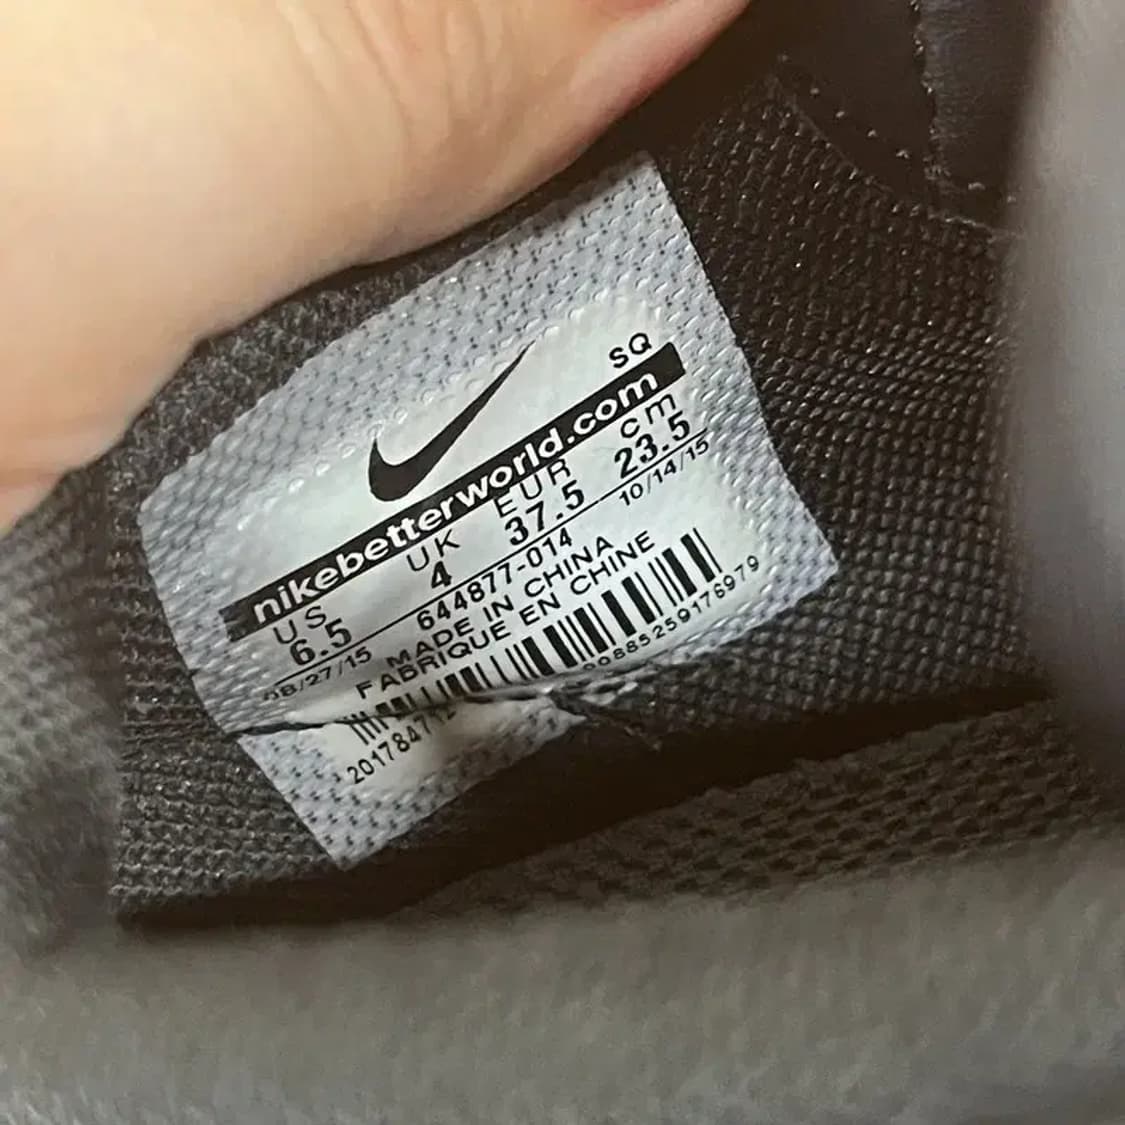 SQ
nikebetterworld.com
US UK EUR cm
6.5 4 37.5 23.5
08/27/15 644877-014 10/14/15
MADE IN CHINA
FABRIQUE EN CHINE
00885259176979